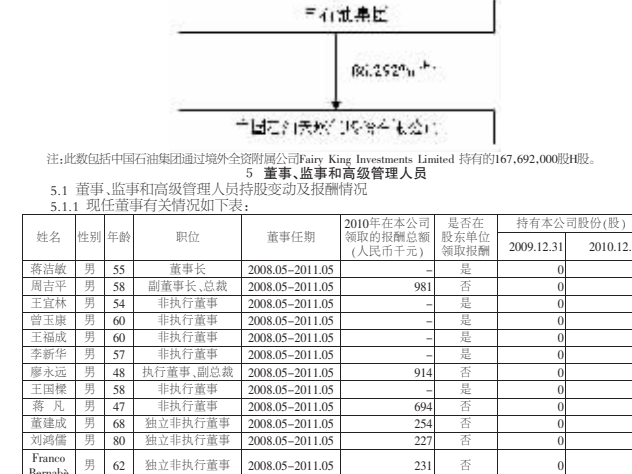 86.292%
注:此数包括中国石油集团通过境外全资附属公司Fairy King Investments Limited 持有的167,692,000股H股。
5 董事、监事和高级管理人员
5.1 董事、监事和高级管理人员持股变动及报酬情况
5.1.1 现任董事有关情况如下表:
姓名 性别 年龄 职位 董事任期 2010年在本公司领取的报酬总额(人民币千元) 是否在股东单位领取报酬 持有本公司股份(股)
2009.12.31 2010.12.
蒋洁敏 男 55 董事长 2008.05-2011.05 – 是 0
周吉平 男 58 副董事长、总裁 2008.05-2011.05 981 否 0
王宜林 男 54 非执行董事 2008.05-2011.05 – 是 0
曾玉康 男 60 非执行董事 2008.05-2011.05 – 是 0
王福成 男 60 非执行董事 2008.05-2011.05 – 是 0
李新华 男 57 非执行董事 2008.05-2011.05 – 是 0
廖永远 男 48 执行董事、副总裁 2008.05-2011.05 914 否 0
王国樑 男 58 非执行董事 2008.05-2011.05 – 是 0
蒋 凡 男 47 非执行董事 2008.05-2011.05 694 否 0
董建成 男 68 独立非执行董事 2008.05-2011.05 254 否 0
刘鸿儒 男 80 独立非执行董事 2008.05-2011.05 227 否 0
Franco Bernabè 男 62 独立非执行董事 2008.05-2011.05 231 否 0